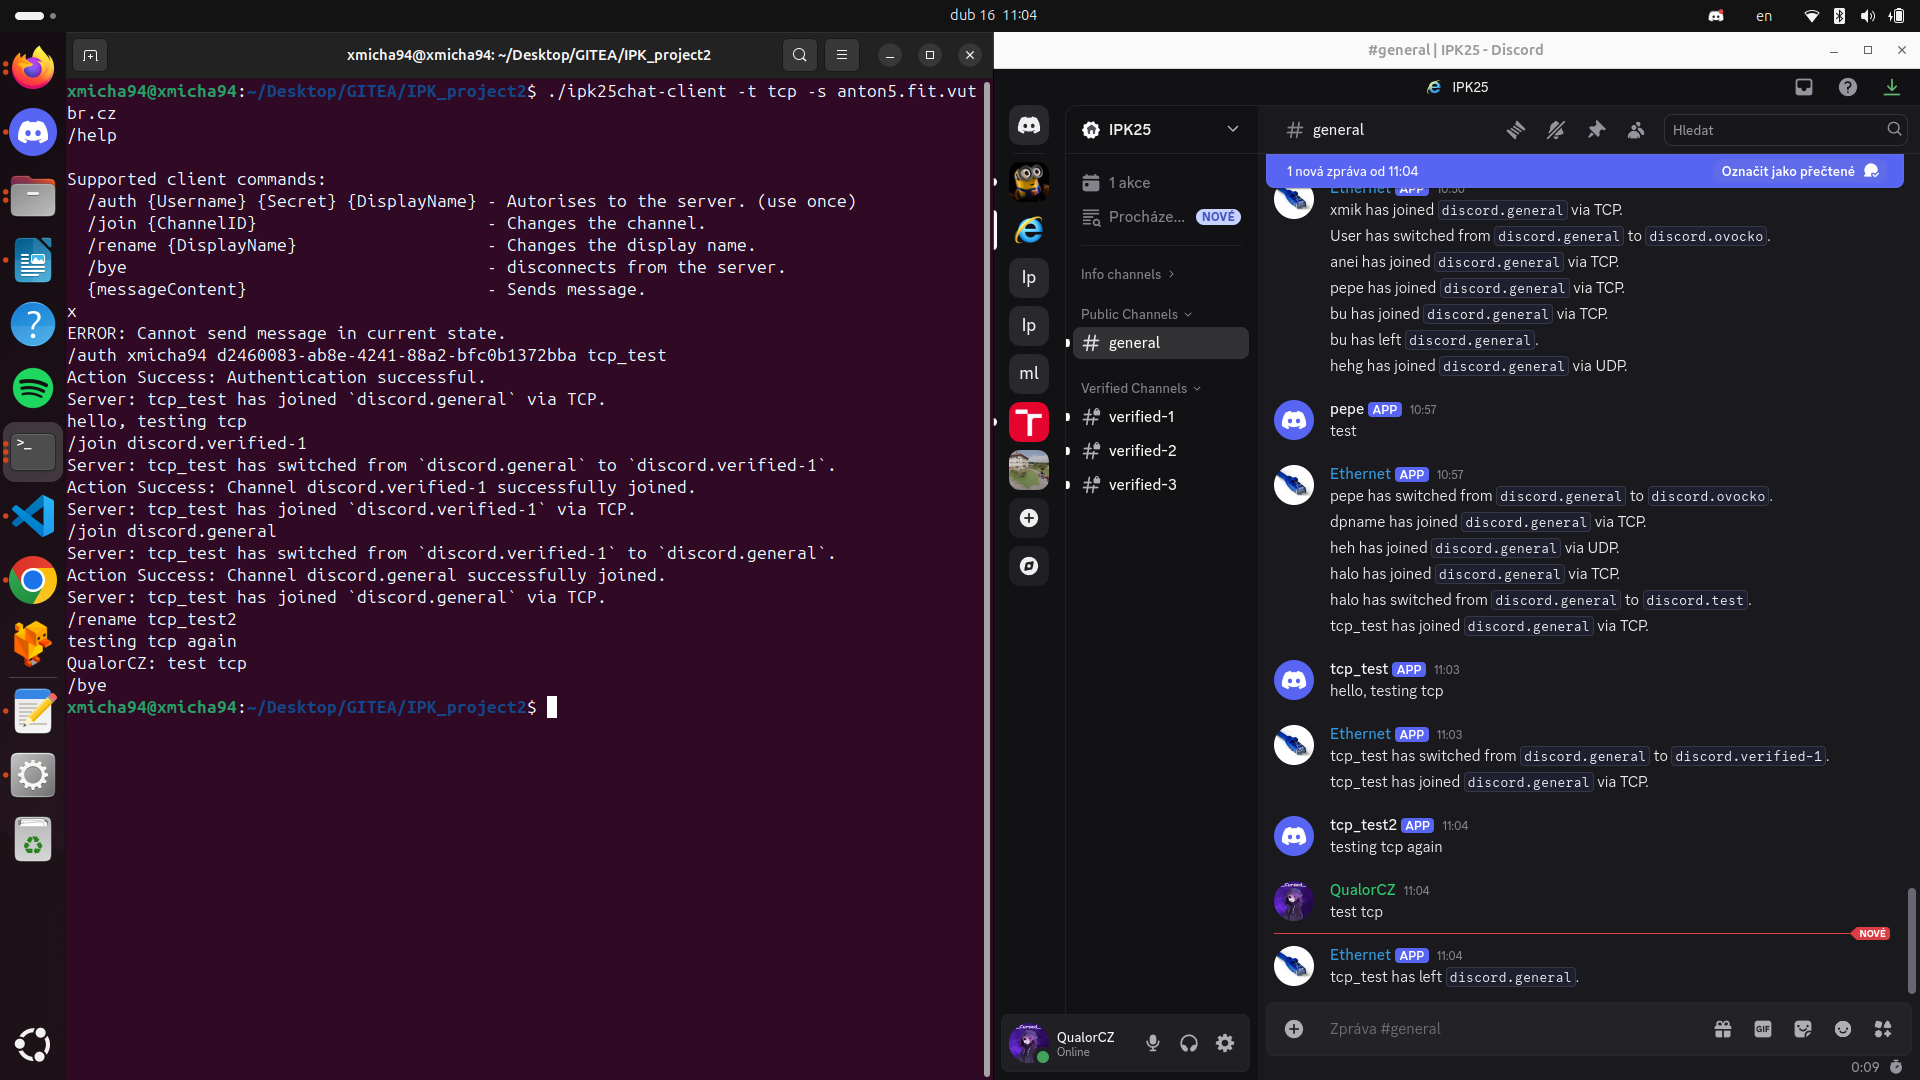 dub 16  11:04
en
xmicha94@xmicha94: ~/Desktop/GITEA/IPK_project2
xmicha94@xmicha94:~/Desktop/GITEA/IPK_project2$ ./ipk25chat-client -t tcp -s anton5.fit.vut
br.cz
/help
Supported client commands:
/auth {Username} {Secret} {DisplayName} - Autorises to the server. (use once)
/join {ChannelID} - Changes the channel.
/rename {DisplayName} - Changes the display name.
/bye - disconnects from the server.
{messageContent} - Sends message.
x
ERROR: Cannot send message in current state.
/auth xmicha94 d2460083-ab8e-4241-88a2-bfc0b1372bba tcp_test
Action Success: Authentication successful.
Server: tcp_test has joined `discord.general` via TCP.
hello, testing tcp
/join discord.verified-1
Server: tcp_test has switched from `discord.general` to `discord.verified-1`.
Action Success: Channel discord.verified-1 successfully joined.
Server: tcp_test has joined `discord.verified-1` via TCP.
/join discord.general
Server: tcp_test has switched from `discord.verified-1` to `discord.general`.
Action Success: Channel discord.general successfully joined.
Server: tcp_test has joined `discord.general` via TCP.
/rename tcp_test2
testing tcp again
QualorCZ: test tcp
/bye
xmicha94@xmicha94:~/Desktop/GITEA/IPK_project2$
#general | IPK25 - Discord
IPK25
Ip
Ip
ml
IPK25
1 akce
Procháze... NOVÉ
Info channels
Public Channels
general
Verified Channels
verified-1
verified-2
verified-3
QualorCZ
Online
# general
Hledat
1 nová zpráva od 11:04
Označit jako přečtené
Ethernet APP 10:50
xmik has joined discord.general via TCP.
User has switched from discord.general to discord.ovocko.
anei has joined discord.general via TCP.
pepe has joined discord.general via TCP.
bu has joined discord.general via TCP.
bu has left discord.general.
hehg has joined discord.general via UDP.
pepe APP 10:57
test
Ethernet APP 10:57
pepe has switched from discord.general to discord.ovocko.
dpname has joined discord.general via TCP.
heh has joined discord.general via UDP.
halo has joined discord.general via TCP.
halo has switched from discord.general to discord.test.
tcp_test has joined discord.general via TCP.
tcp_test APP 11:03
hello, testing tcp
Ethernet APP 11:03
tcp_test has switched from discord.general to discord.verified-1.
tcp_test has joined discord.general via TCP.
tcp_test2 APP 11:04
testing tcp again
QualorCZ 11:04
test tcp
NOVÉ
Ethernet APP 11:04
tcp_test has left discord.general.
Zpráva #general
GIF
0:09